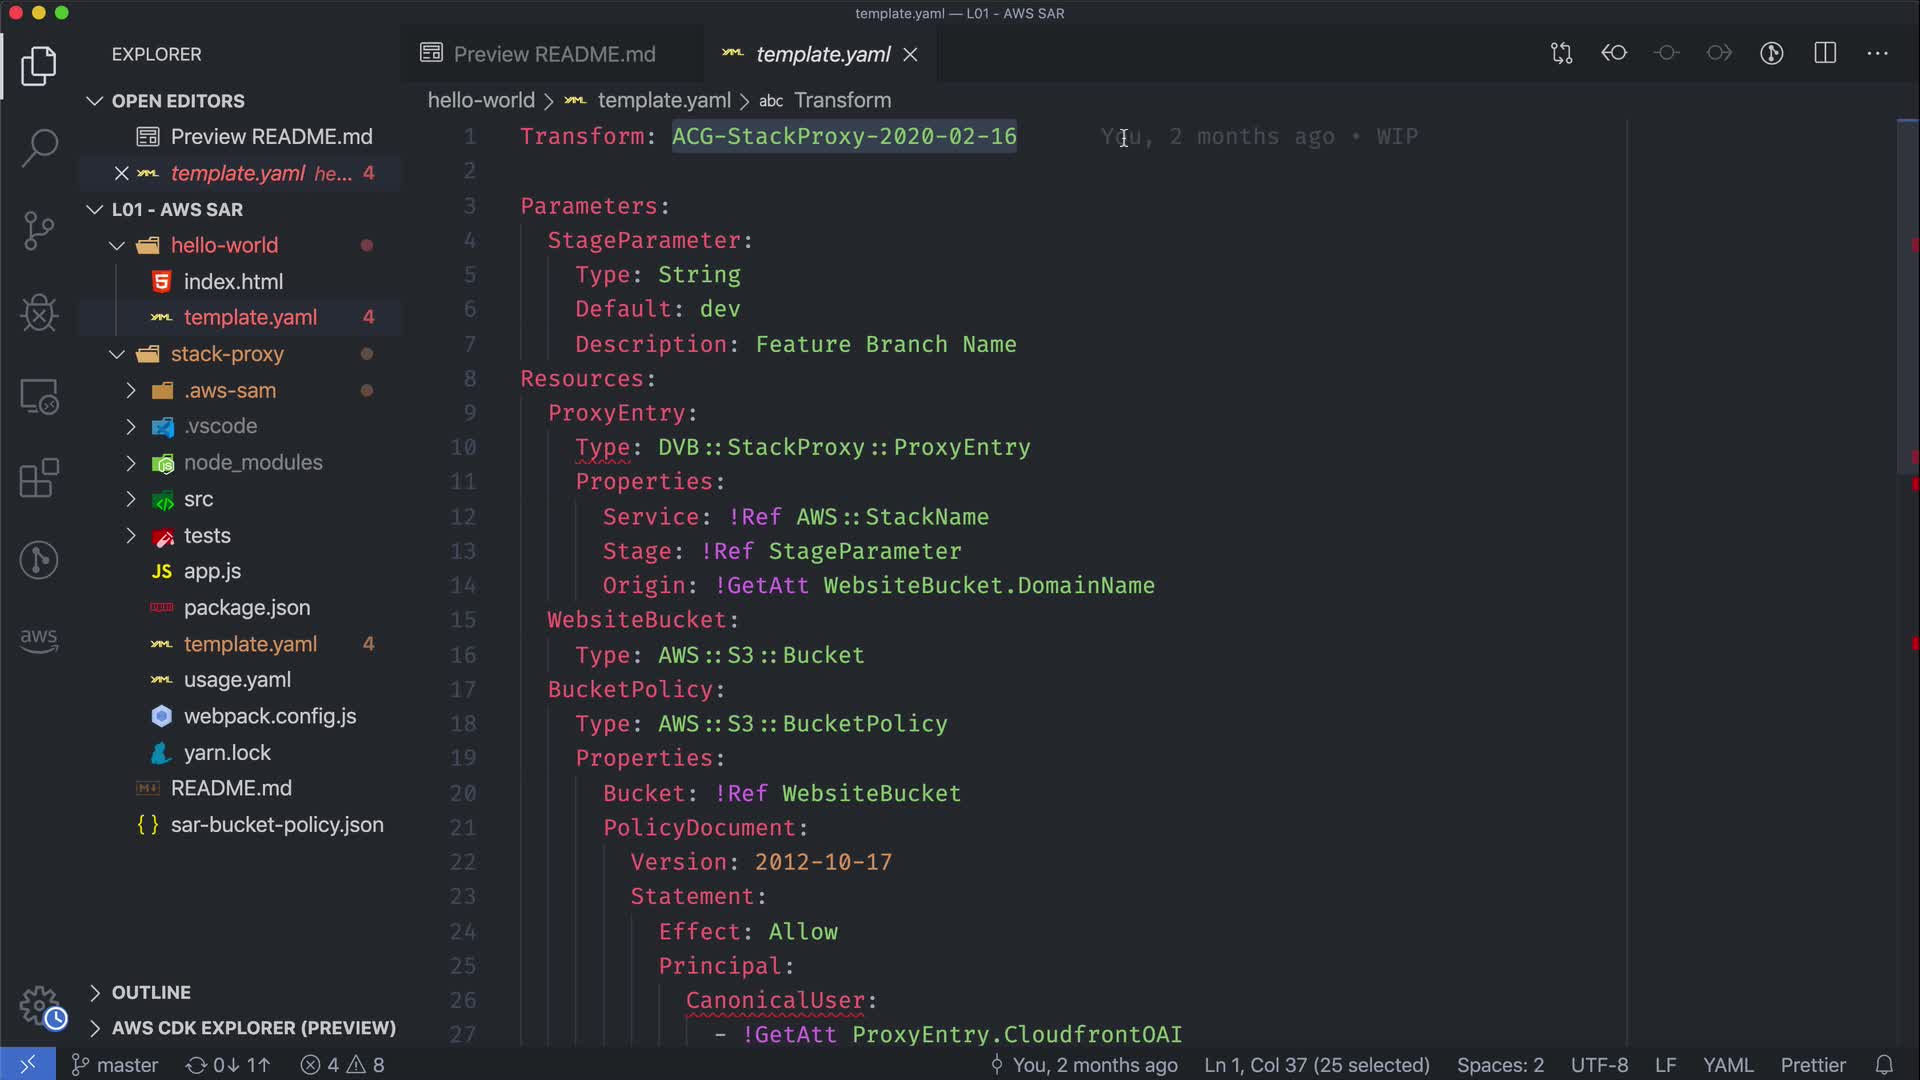 template.yaml — L01 - AWS SAR
EXPLORER
Preview README.md
template.yaml
OPEN EDITORS
Preview README.md
template.yaml he... 4
L01 - AWS SAR
hello-world
index.html
template.yaml 4
stack-proxy
.aws-sam
.vscode
node_modules
src
tests
JS app.js
package.json
template.yaml 4
usage.yaml
webpack.config.js
yarn.lock
README.md
{ } sar-bucket-policy.json
OUTLINE
AWS CDK EXPLORER (PREVIEW)
aws
hello-world > template.yaml > abc Transform
1 Transform: ACG-StackProxy-2020-02-16 You, 2 months ago • WIP
2
3 Parameters:
4 StageParameter:
5 Type: String
6 Default: dev
7 Description: Feature Branch Name
8 Resources:
9 ProxyEntry:
10 Type: DVB::StackProxy::ProxyEntry
11 Properties:
12 Service: !Ref AWS::StackName
13 Stage: !Ref StageParameter
14 Origin: !GetAtt WebsiteBucket.DomainName
15 WebsiteBucket:
16 Type: AWS::S3::Bucket
17 BucketPolicy:
18 Type: AWS::S3::BucketPolicy
19 Properties:
20 Bucket: !Ref WebsiteBucket
21 PolicyDocument:
22 Version: 2012-10-17
23 Statement:
24 Effect: Allow
25 Principal:
26 CanonicalUser:
27 - !GetAtt ProxyEntry.CloudfrontOAI
master 0↓ 1↑ 4 8 You, 2 months ago Ln 1, Col 37 (25 selected) Spaces: 2 UTF-8 LF YAML Prettier